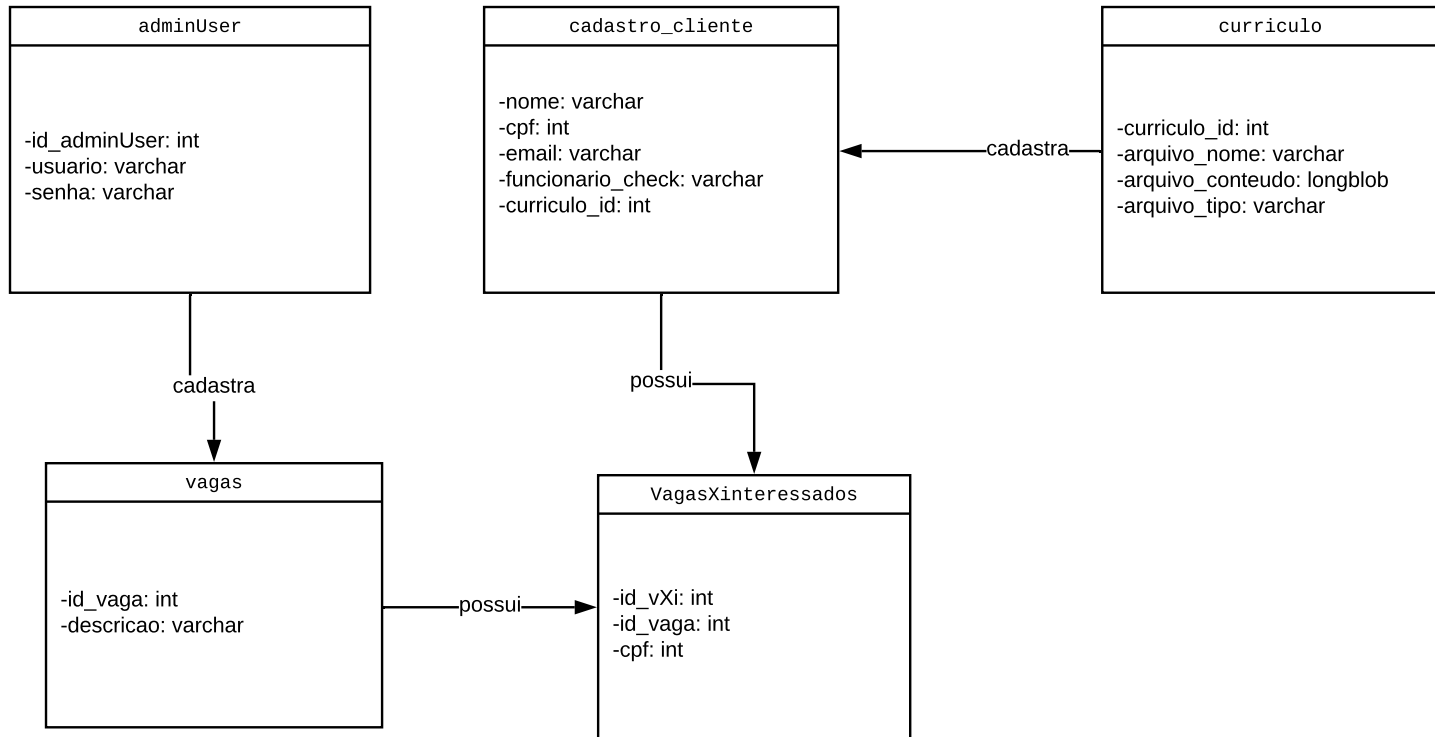 adminUser
-id_adminUser: int
-usuario: varchar
-senha: varchar
cadastro_cliente
-nome: varchar
-cpf: int
-email: varchar
-funcionario_check: varchar
-curriculo_id: int
curriculo
-curriculo_id: int
-arquivo_nome: varchar
-arquivo_conteudo: longblob
-arquivo_tipo: varchar
cadastra
cadastra
possui
vagas
-id_vaga: int
-descricao: varchar
possui
VagasXinteressados
-id_vXi: int
-id_vaga: int
-cpf: int